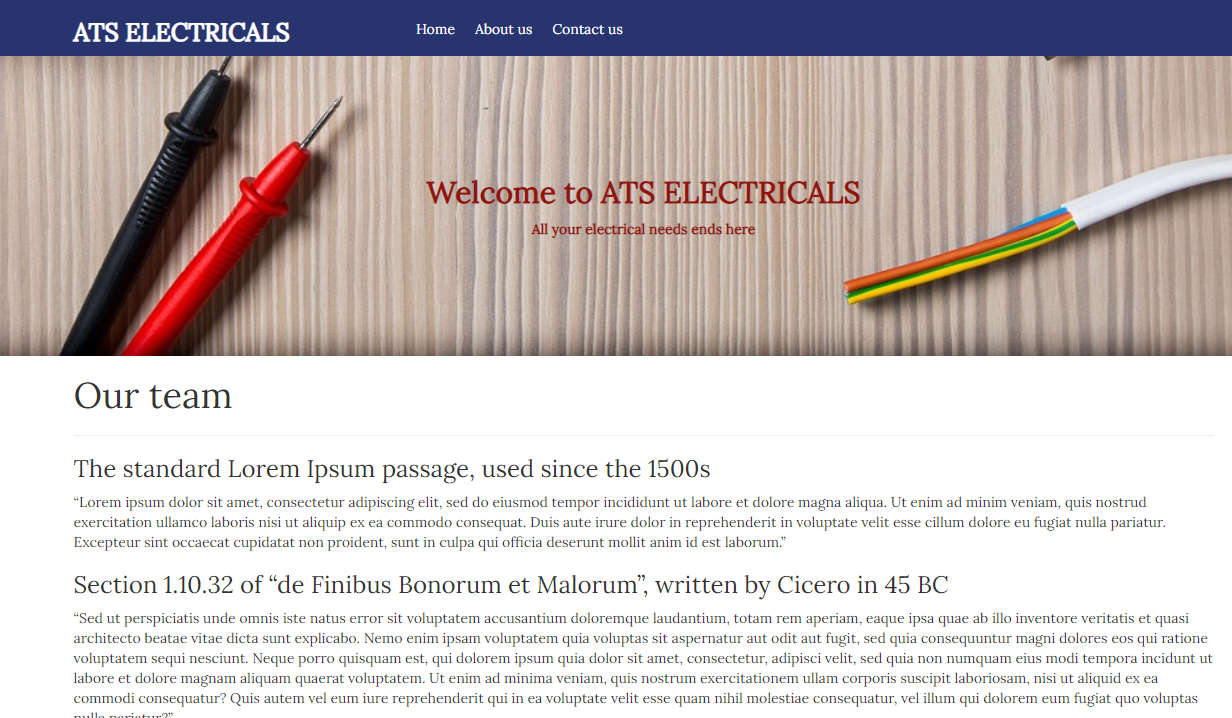 ATS ELECTRICALS
Home About us Contact us
Welcome to ATS ELECTRICALS
All your electrical needs ends here
Our team
The standard Lorem Ipsum passage, used since the 1500s
“Lorem ipsum dolor sit amet, consectetur adipiscing elit, sed do eiusmod tempor incididunt ut labore et dolore magna aliqua. Ut enim ad minim veniam, quis nostrud
exercitation ullamco laboris nisi ut aliquip ex ea commodo consequat. Duis aute irure dolor in reprehenderit in voluptate velit esse cillum dolore eu fugiat nulla pariatur.
Excepteur sint occaecat cupidatat non proident, sunt in culpa qui officia deserunt mollit anim id est laborum.”
Section 1.10.32 of “de Finibus Bonorum et Malorum”, written by Cicero in 45 BC
“Sed ut perspiciatis unde omnis iste natus error sit voluptatem accusantium doloremque laudantium, totam rem aperiam, eaque ipsa quae ab illo inventore veritatis et quasi
architecto beatae vitae dicta sunt explicabo. Nemo enim ipsam voluptatem quia voluptas sit aspernatur aut odit aut fugit, sed quia consequuntur magni dolores eos qui ratione
voluptatem sequi nesciunt. Neque porro quisquam est, qui dolorem ipsum quia dolor sit amet, consectetur, adipisci velit, sed quia non numquam eius modi tempora incidunt ut
labore et dolore magnam aliquam quaerat voluptatem. Ut enim ad minima veniam, quis nostrum exercitationem ullam corporis suscipit laboriosam, nisi ut aliquid ex ea
commodi consequatur? Quis autem vel eum iure reprehenderit qui in ea voluptate velit esse quam nihil molestiae consequatur, vel illum qui dolorem eum fugiat quo voluptas
nulla pariatur?”